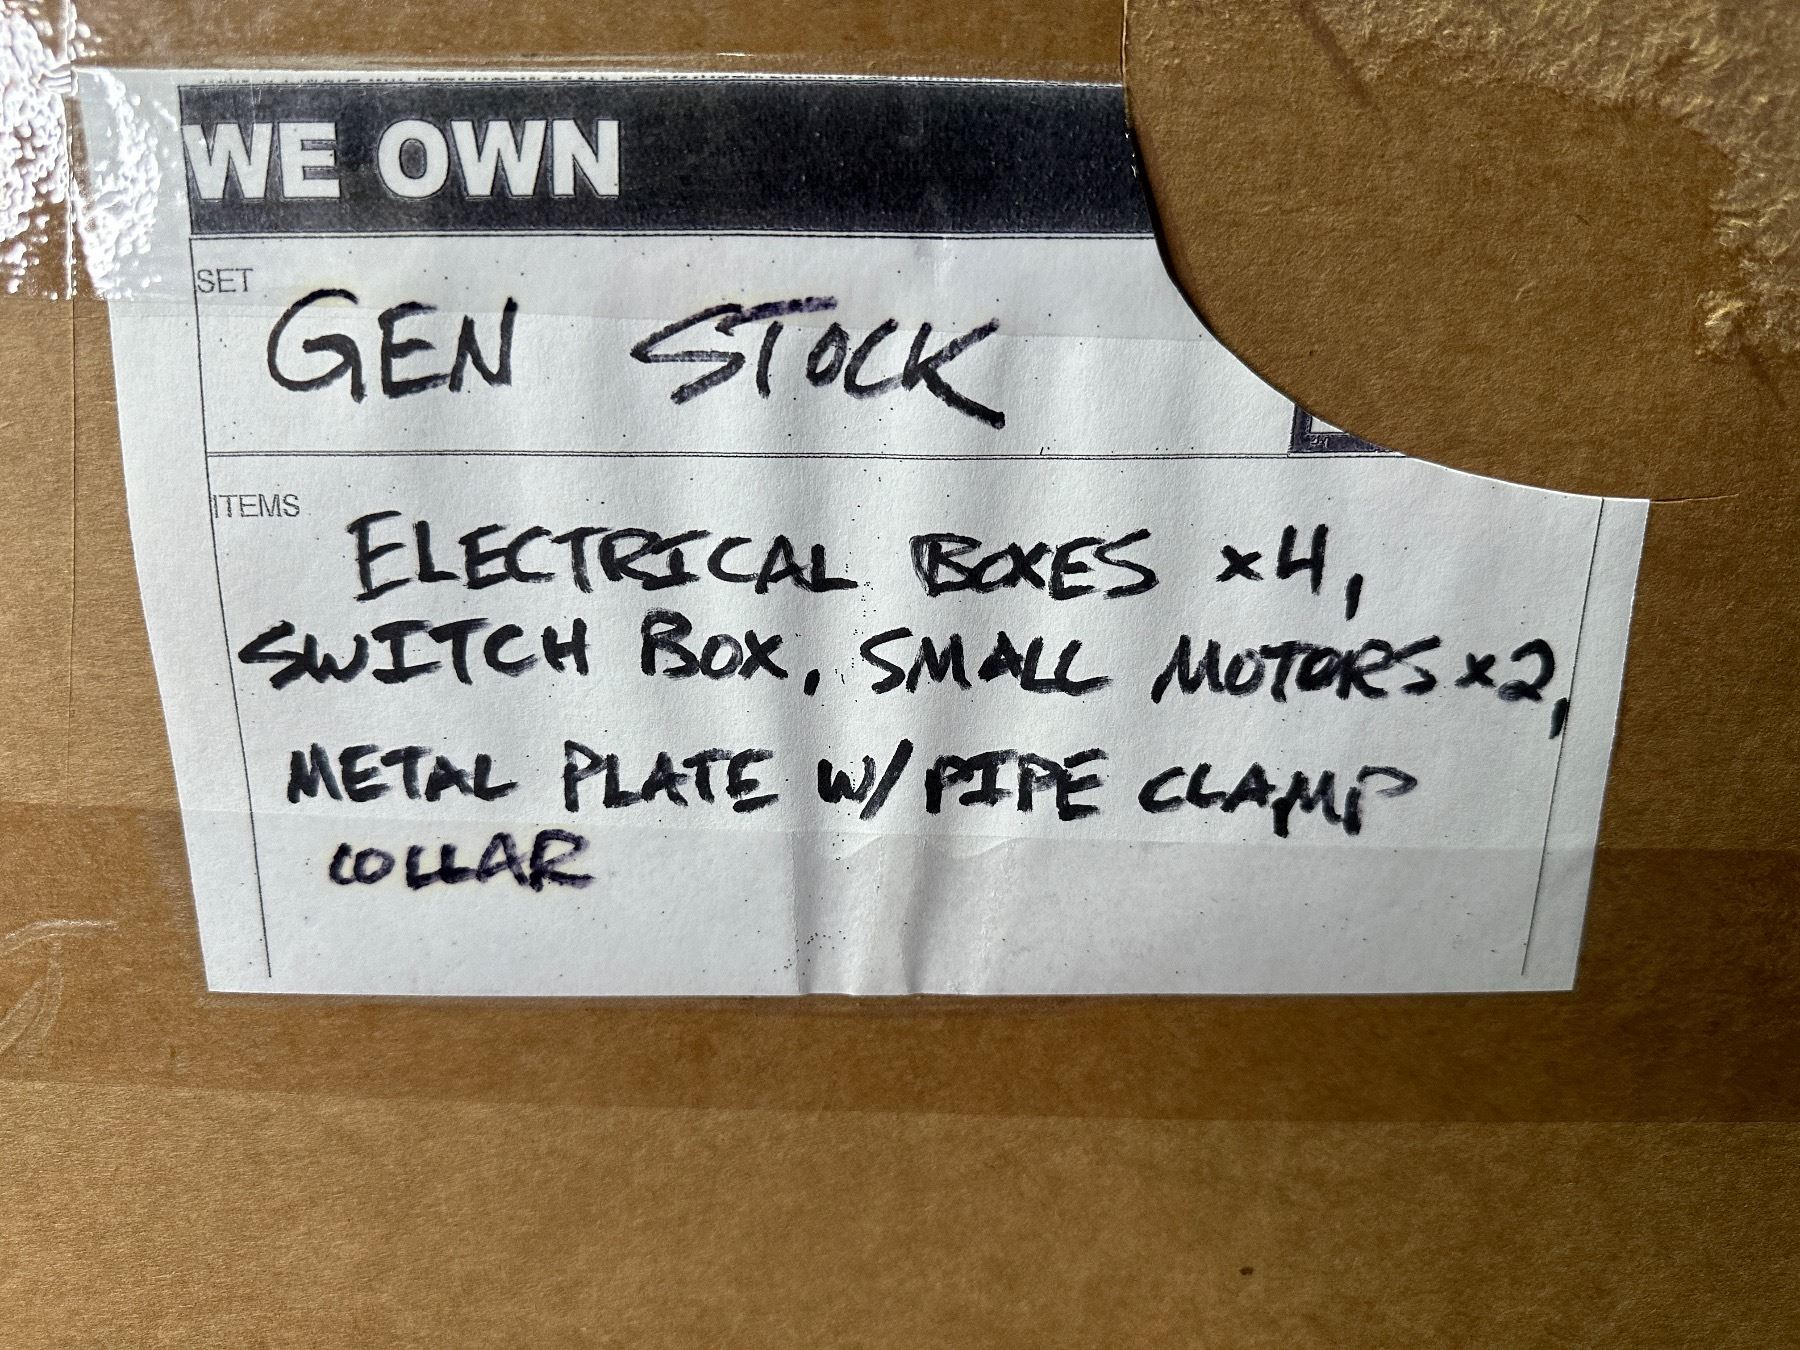 WE OWN
SET
GEN STOCK
ITEMS
ELECTRICAL BOXES x4,
SWITCH BOX, SMALL MOTORS x2,
METAL PLATE W/ PIPE CLAMP
COLLAR